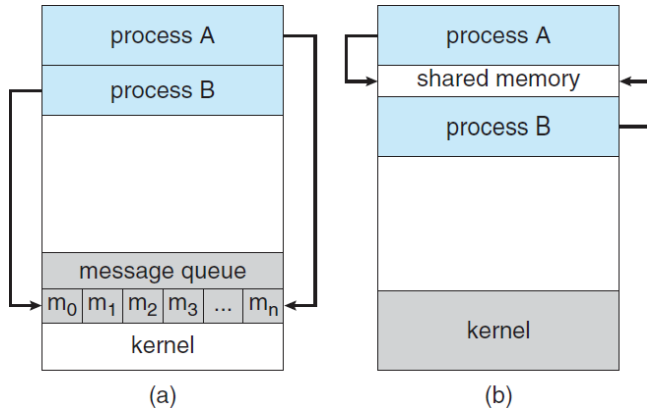 process A
process B
message queue
m0 m1 m2 m3 ... mn
kernel
(a)
process A
shared memory
process B
kernel
(b)